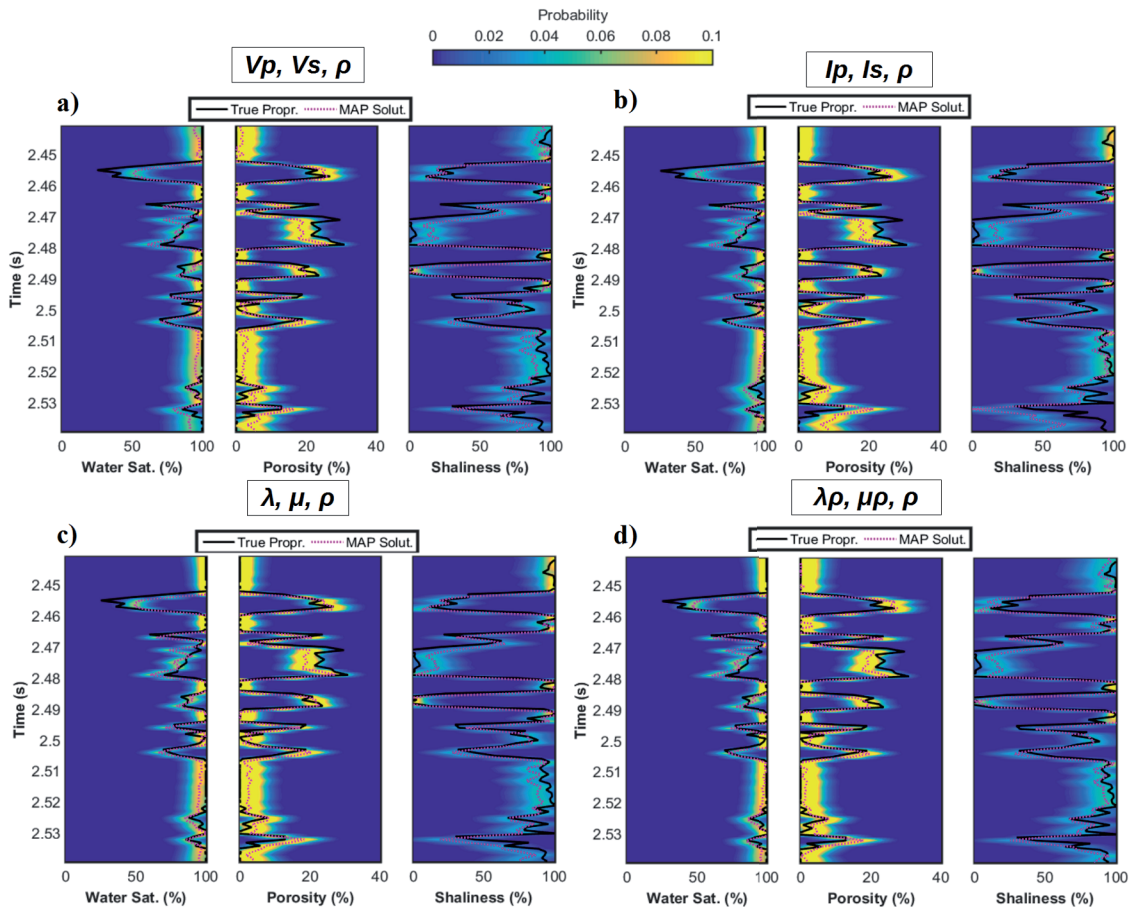 Probability
0 0.02 0.04 0.06 0.08 0.1
Vp, Vs, ρ
Ip, Is, ρ
a)
True Propr. MAP Solut.
b)
True Propr. MAP Solut.
2.45
2.46
2.47
2.48
2.49
2.5
2.51
2.52
2.53
Time (s)
0 100
Water Sat. (%)
0 20 40
Porosity (%)
0 50 100
Shaliness (%)
2.45
2.46
2.47
2.48
2.49
2.5
2.51
2.52
2.53
Time (s)
0 100
Water Sat. (%)
0 20 40
Porosity (%)
0 50 100
Shaliness (%)
λ, μ, ρ
λρ, μρ, ρ
c)
True Propr. MAP Solut.
d)
True Propr. MAP Solut.
2.45
2.46
2.47
2.48
2.49
2.5
2.51
2.52
2.53
Time (s)
0 100
Water Sat. (%)
0 20 40
Porosity (%)
0 50 100
Shaliness (%)
2.45
2.46
2.47
2.48
2.49
2.5
2.51
2.52
2.53
Time (s)
0 100
Water Sat. (%)
0 20 40
Porosity (%)
0 50 100
Shaliness (%)